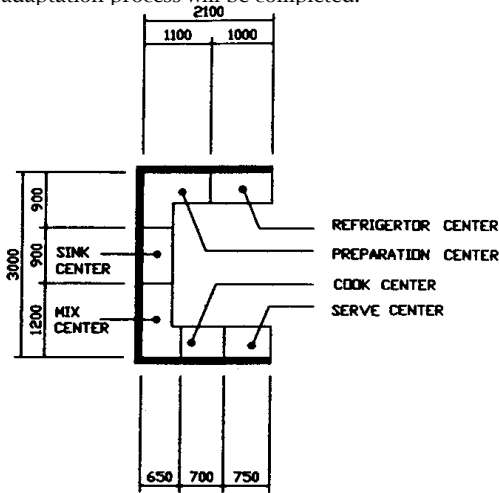 adaptation process will be completed.
2100
1100 1000
900
900
3000
1200
SINK
CENTER
MIX
CENTER
REFRIGERTOR CENTER
PREPARATION CENTER
COOK CENTER
SERVE CENTER
650 700 750